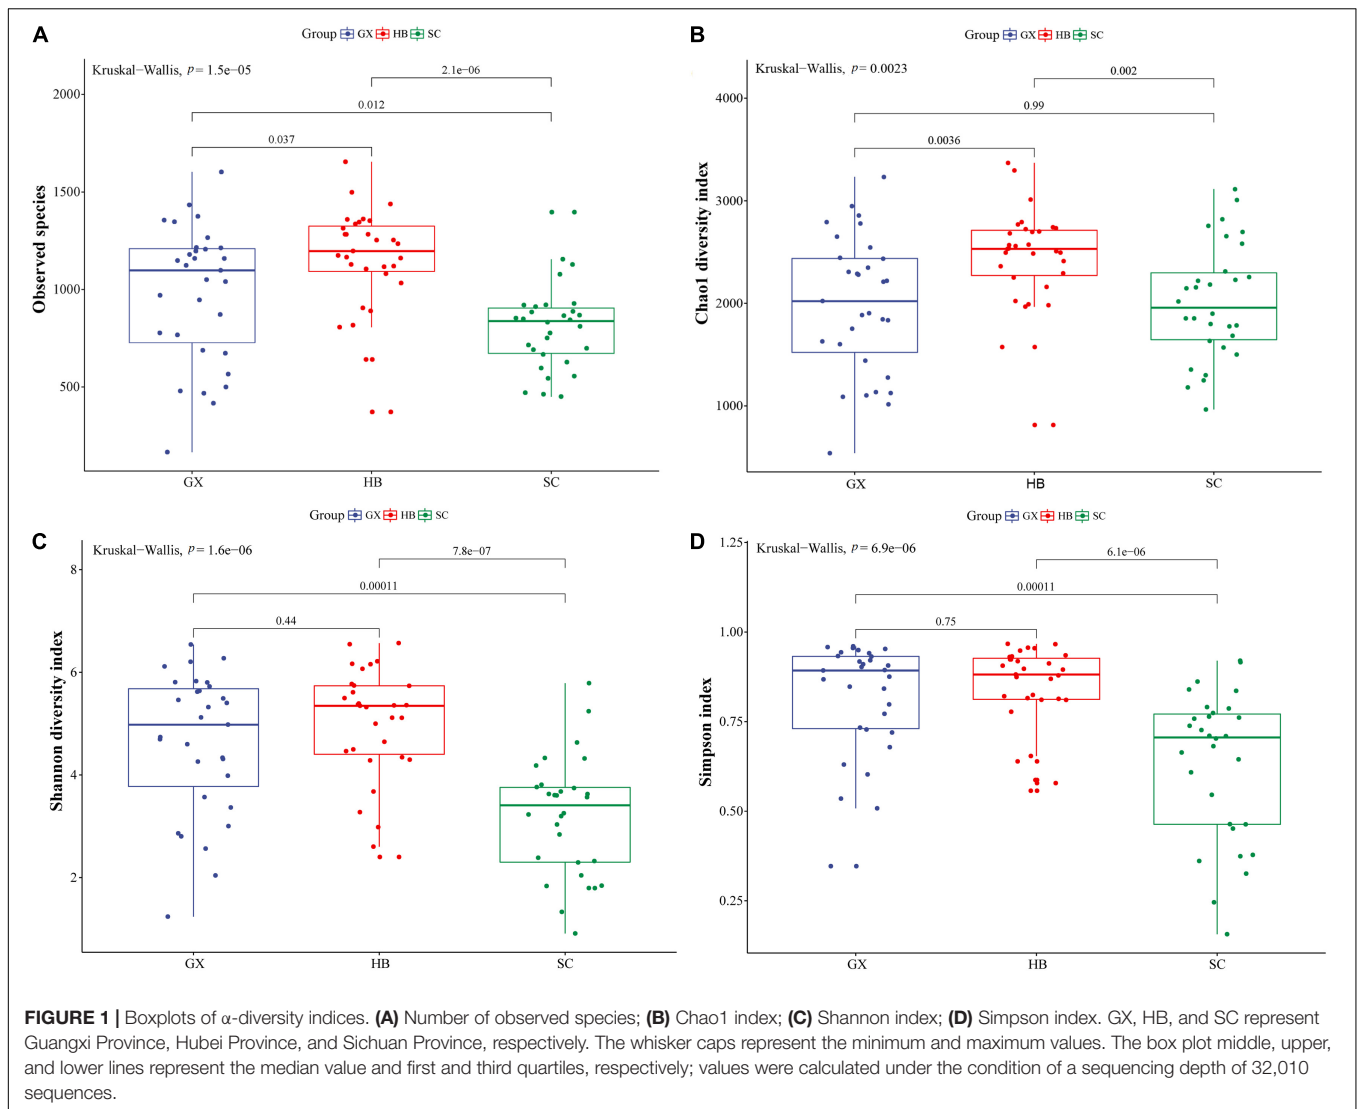 A
Group GX HB SC
Kruskal−Wallis, p = 1.5e−05
2.1e−06
0.012
0.037
Observed species
2000
1500
1000
500
GX HB SC
B
Group GX HB SC
Kruskal−Wallis, p = 0.0023
0.002
0.99
0.0036
Chao1 diversity index
4000
3000
2000
1000
GX HB SC
C
Group GX HB SC
Kruskal−Wallis, p = 1.6e−06
7.8e−07
0.00011
0.44
Shannon diversity index
8
6
4
2
GX HB SC
D
Group GX HB SC
Kruskal−Wallis, p = 6.9e−06
6.1e−06
0.00011
0.75
Simpson index
1.25
1.00
0.75
0.50
0.25
GX HB SC
FIGURE 1 | Boxplots of α-diversity indices. (A) Number of observed species; (B) Chao1 index; (C) Shannon index; (D) Simpson index. GX, HB, and SC represent
Guangxi Province, Hubei Province, and Sichuan Province, respectively. The whisker caps represent the minimum and maximum values. The box plot middle, upper,
and lower lines represent the median value and first and third quartiles, respectively; values were calculated under the condition of a sequencing depth of 32,010
sequences.